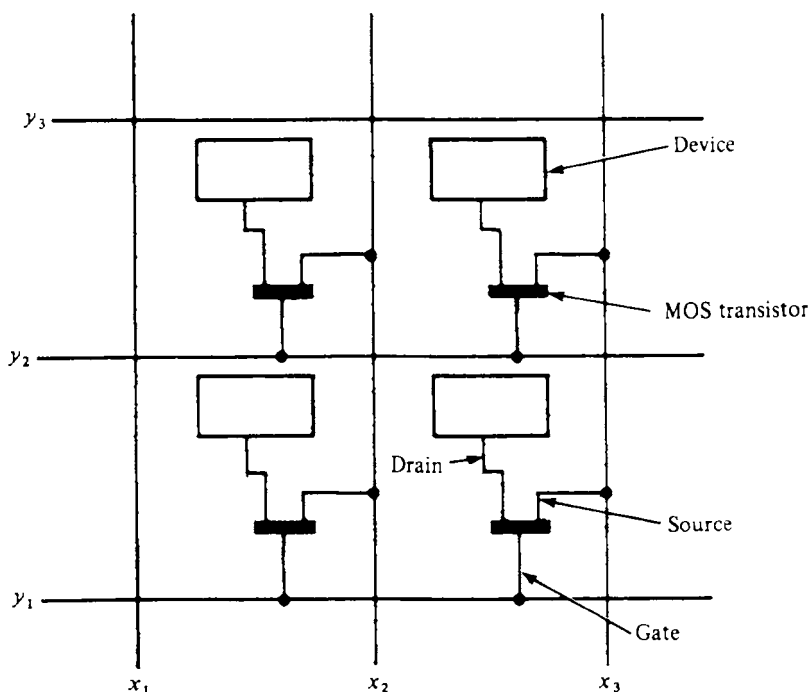 y₃
Device
MOS transistor
y₂
Drain
Source
y₁
Gate
x₁
x₂
x₃